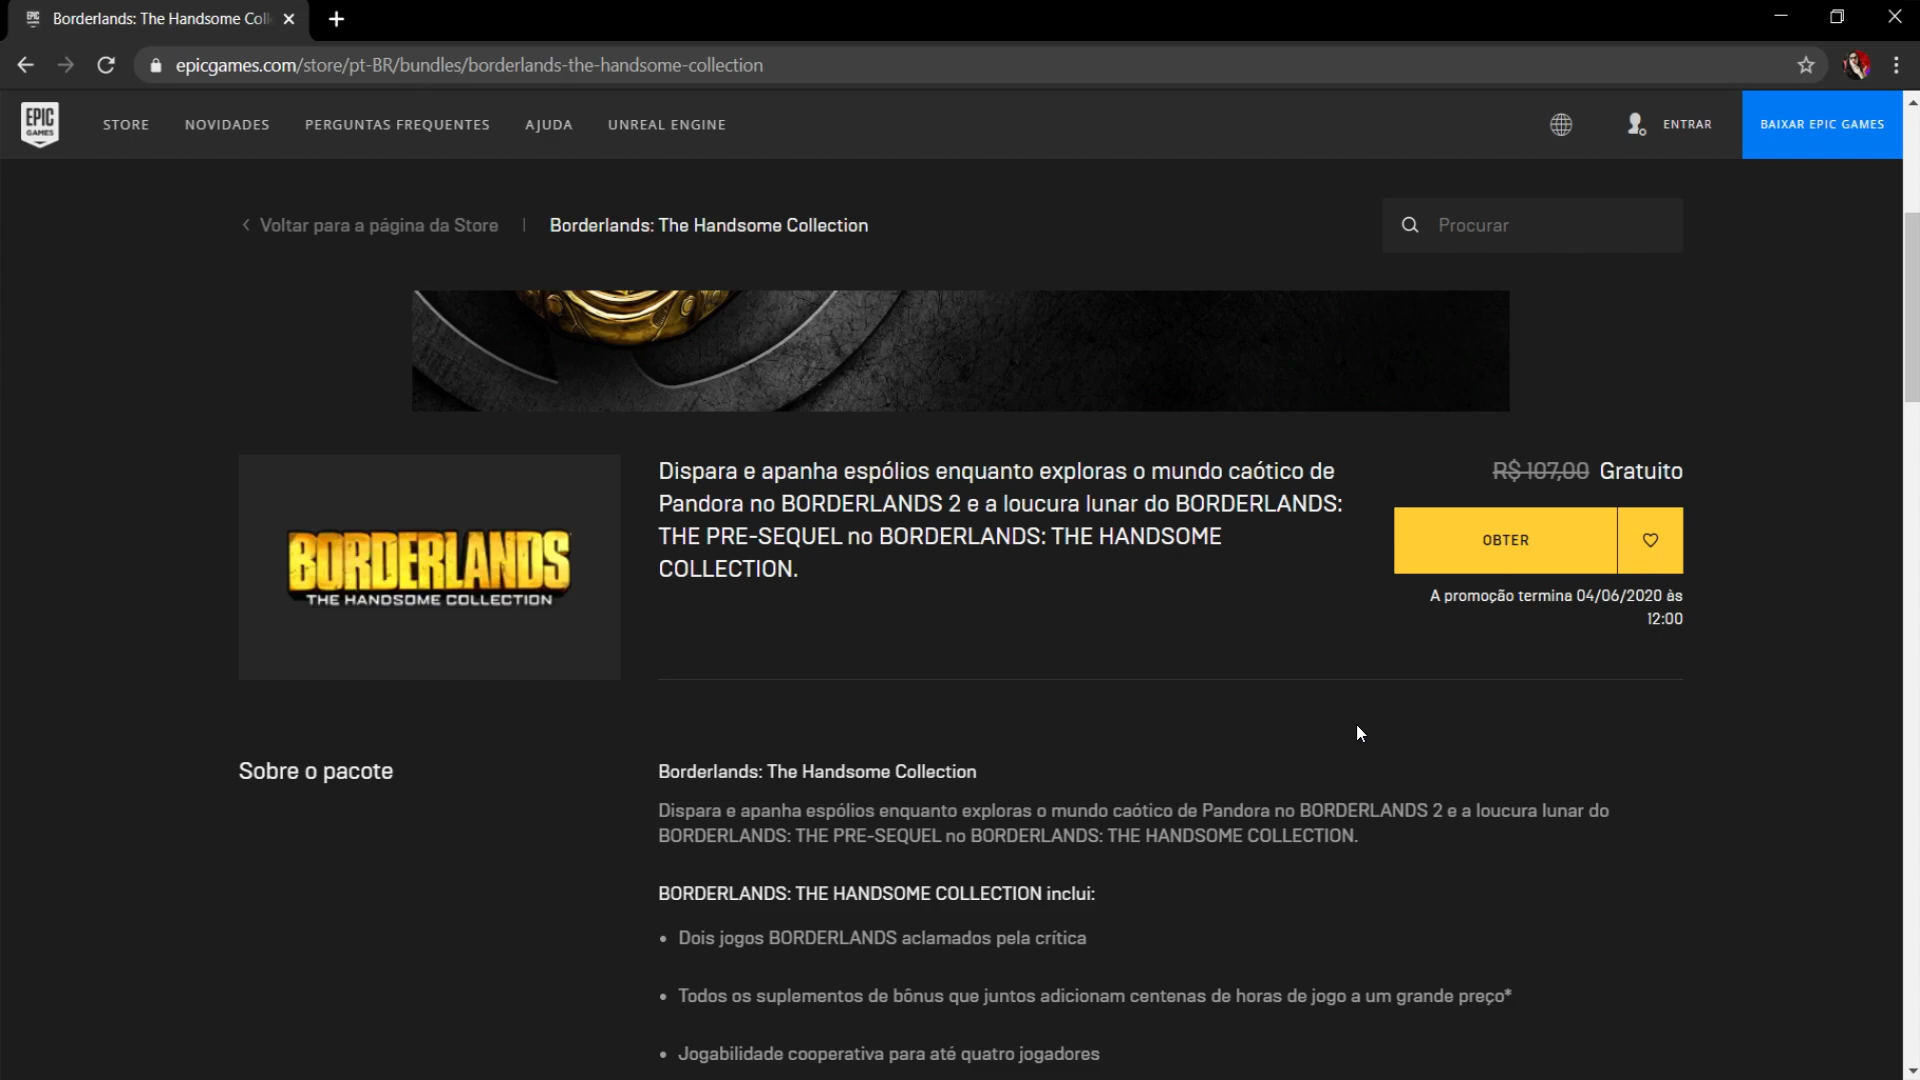 Borderlands: The Handsome Coll
epicgames.com/store/pt-BR/bundles/borderlands-the-handsome-collection
EPIC
GAMES
STORE
NOVIDADES
PERGUNTAS FREQUENTES
AJUDA
UNREAL ENGINE
ENTRAR
BAIXAR EPIC GAMES
Voltar para a página da Store
Borderlands: The Handsome Collection
Procurar
BORDERLANDS
THE HANDSOME COLLECTION
Dispara e apanha espólios enquanto exploras o mundo caótico de
Pandora no BORDERLANDS 2 e a loucura lunar do BORDERLANDS:
THE PRE-SEQUEL no BORDERLANDS: THE HANDSOME
COLLECTION.
R$ 107,00 Gratuito
OBTER
A promoção termina 04/06/2020 às
12:00
Sobre o pacote
Borderlands: The Handsome Collection
Dispara e apanha espólios enquanto exploras o mundo caótico de Pandora no BORDERLANDS 2 e a loucura lunar do
BORDERLANDS: THE PRE-SEQUEL no BORDERLANDS: THE HANDSOME COLLECTION.
BORDERLANDS: THE HANDSOME COLLECTION inclui:
• Dois jogos BORDERLANDS aclamados pela crítica
• Todos os suplementos de bônus que juntos adicionam centenas de horas de jogo a um grande preço*
• Jogabilidade cooperativa para até quatro jogadores